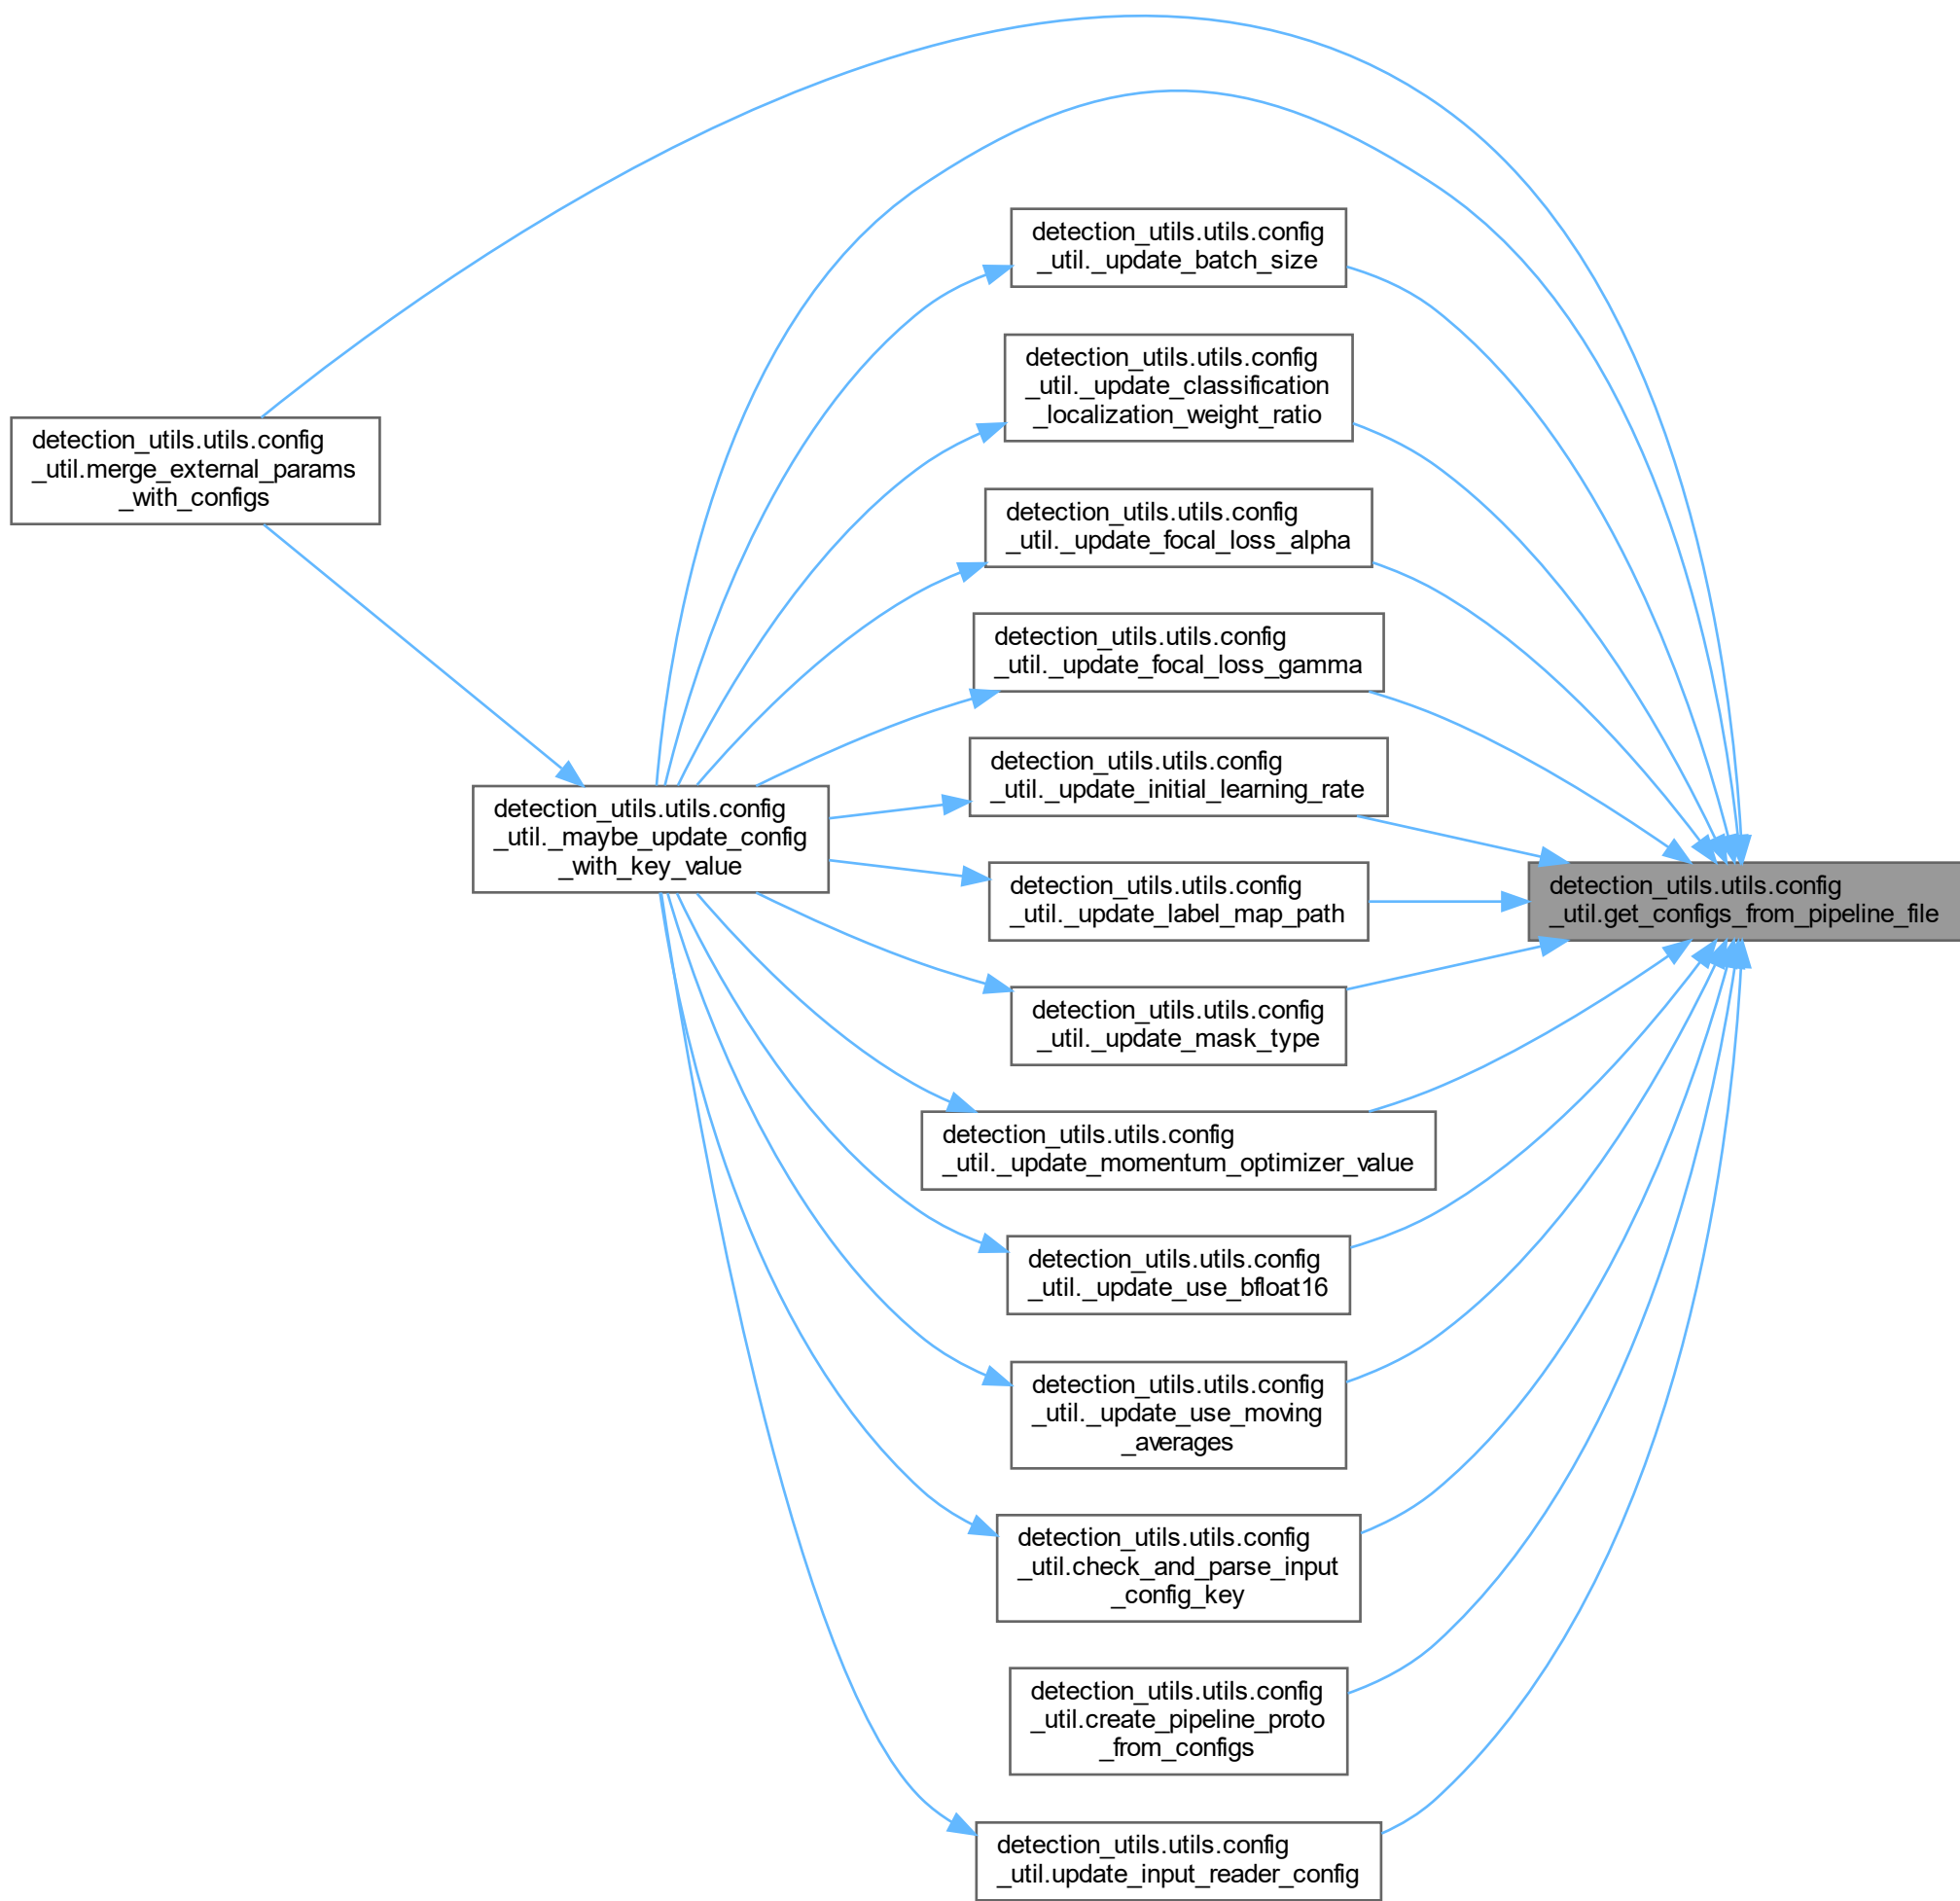 detection_utils.utils.config
_util._update_batch_size
detection_utils.utils.config
_util._update_classification
_localization_weight_ratio
detection_utils.utils.config
_util.merge_external_params
_with_configs
detection_utils.utils.config
_util._update_focal_loss_alpha
detection_utils.utils.config
_util._update_focal_loss_gamma
detection_utils.utils.config
_util._update_initial_learning_rate
detection_utils.utils.config
_util._maybe_update_config
_with_key_value
detection_utils.utils.config
_util._update_label_map_path
detection_utils.utils.config
_util.get_configs_from_pipeline_file
detection_utils.utils.config
_util._update_mask_type
detection_utils.utils.config
_util._update_momentum_optimizer_value
detection_utils.utils.config
_util._update_use_bfloat16
detection_utils.utils.config
_util._update_use_moving
_averages
detection_utils.utils.config
_util.check_and_parse_input
_config_key
detection_utils.utils.config
_util.create_pipeline_proto
_from_configs
detection_utils.utils.config
_util.update_input_reader_config